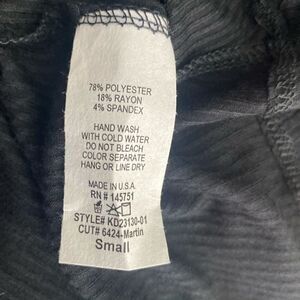 78% POLYESTER
18% RAYON
4% SPANDEX
HAND WASH
WITH COLD WATER
DO NOT BLEACH
COLOR SEPARATE
HANG OR LINE DRY
MADE IN U.S.A.
RN # 145751
STYLE# KD23130-01
CUT# 6424-Martin
Small